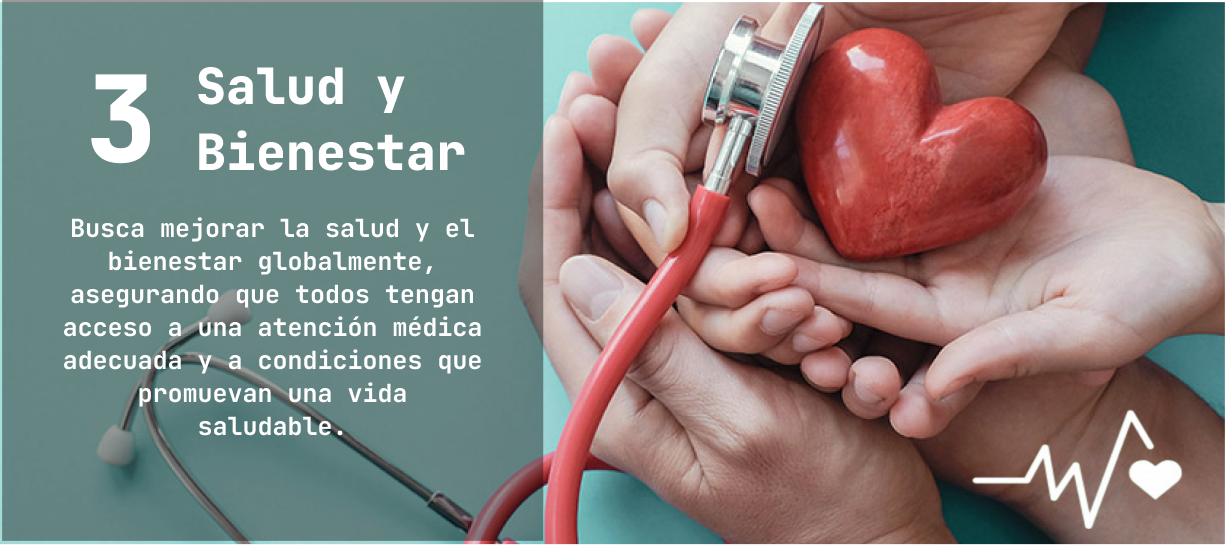 3
Salud y
Bienestar
Busca mejorar la salud y el
bienestar globalmente,
asegurando que todos tengan
acceso a una atención médica
adecuada y a condiciones que
promuevan una vida
saludable.